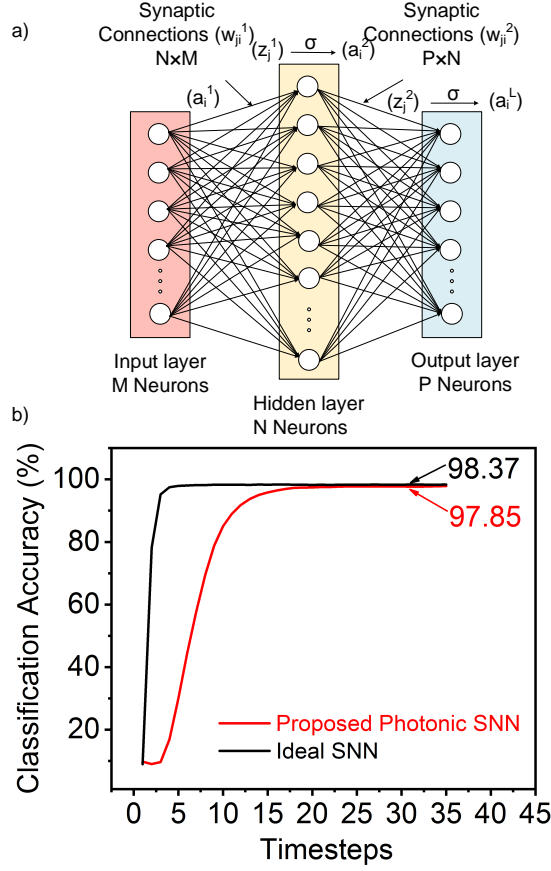 a)
Synaptic
Connections (wji¹)
N×M
(ai¹)
(zj¹) σ (ai²)
Synaptic
Connections (wji²)
P×N
(zj²) σ (aiᴸ)
Input layer
M Neurons
Hidden layer
N Neurons
Output layer
P Neurons
b)
Classification Accuracy (%)
100
80
60
40
20
98.37
97.85
Proposed Photonic SNN
Ideal SNN
0 5 10 15 20 25 30 35 40 45
Timesteps